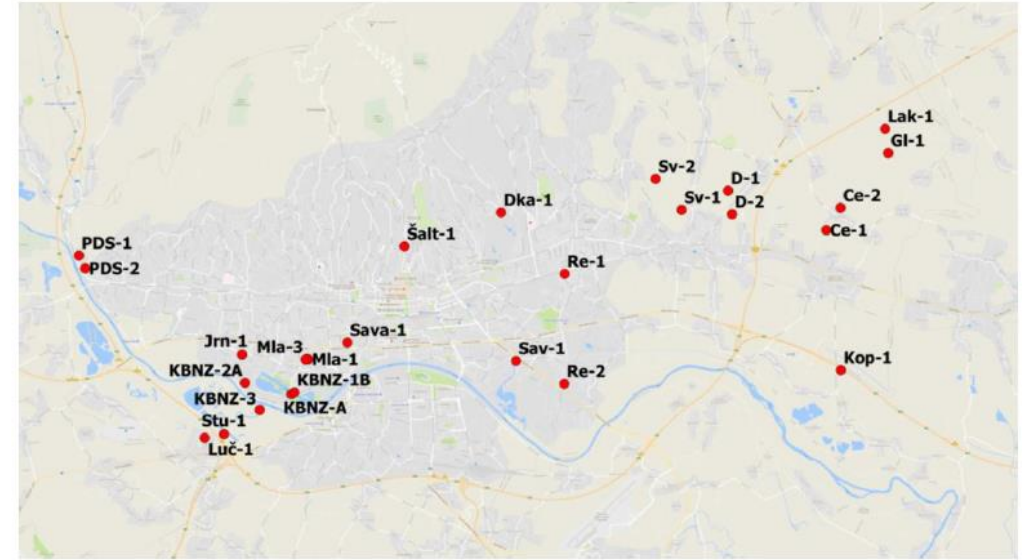 Lak-1
Gl-1
Sv-2
D-1
Sv-1
D-2
Ce-2
Dka-1
Ce-1
Šalt-1
PDS-1
PDS-2
Re-1
Sava-1
Jrn-1
Mla-3
Mla-1
Sav-1
Kop-1
KBNZ-2A
KBNZ-1B
Re-2
KBNZ-3
KBNZ-A
Stu-1
Luč-1